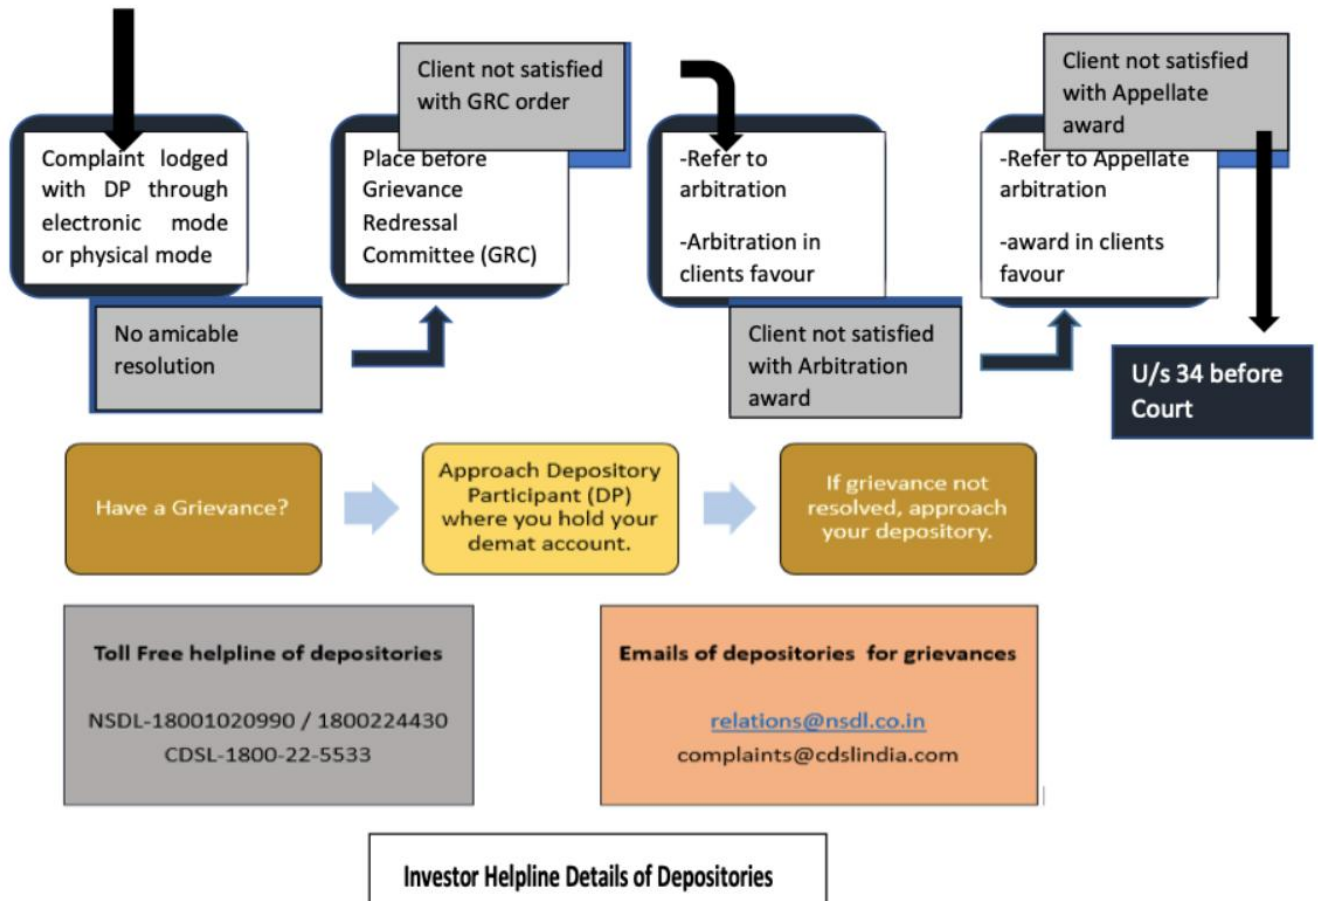 Complaint lodged
with DP through
electronic mode
or physical mode
No amicable
resolution
Place before
Grievance
Redressal
Committee (GRC)
Client not satisfied
with GRC order
-Refer to
arbitration
-Arbitration in
clients favour
Client not satisfied
with Arbitration
award
-Refer to Appellate
arbitration
-award in clients
favour
Client not satisfied
with Appellate
award
U/s 34 before
Court
Have a Grievance?
Approach Depository
Participant (DP)
where you hold your
demat account.
If grievance not
resolved, approach
your depository.
Toll Free helpline of depositories
NSDL-18001020990 / 1800224430
CDSL-1800-22-5533
Emails of depositories for grievances
relations@nsdl.co.in
complaints@cdslindia.com
Investor Helpline Details of Depositories